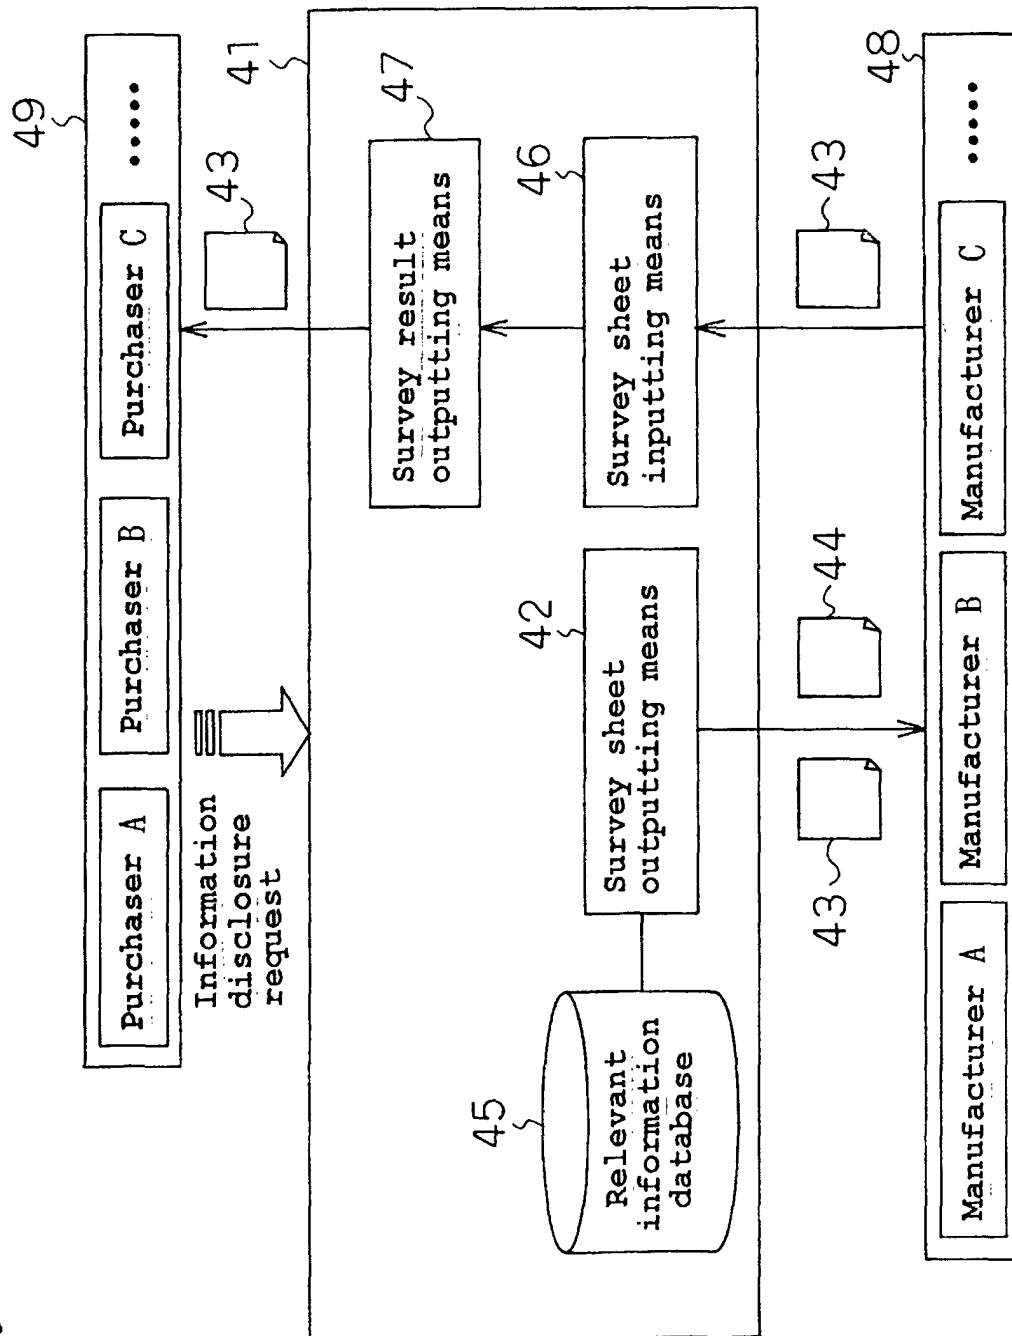 49
Purchaser A
Purchaser B
Purchaser C
.....
Information
disclosure
request
43
41
47
Survey result
outputting means
42
Survey sheet
outputting means
46
Survey sheet
inputting means
45
Relevant
information
database
43
44
43
48
Manufacturer A
Manufacturer B
Manufacturer C
.....